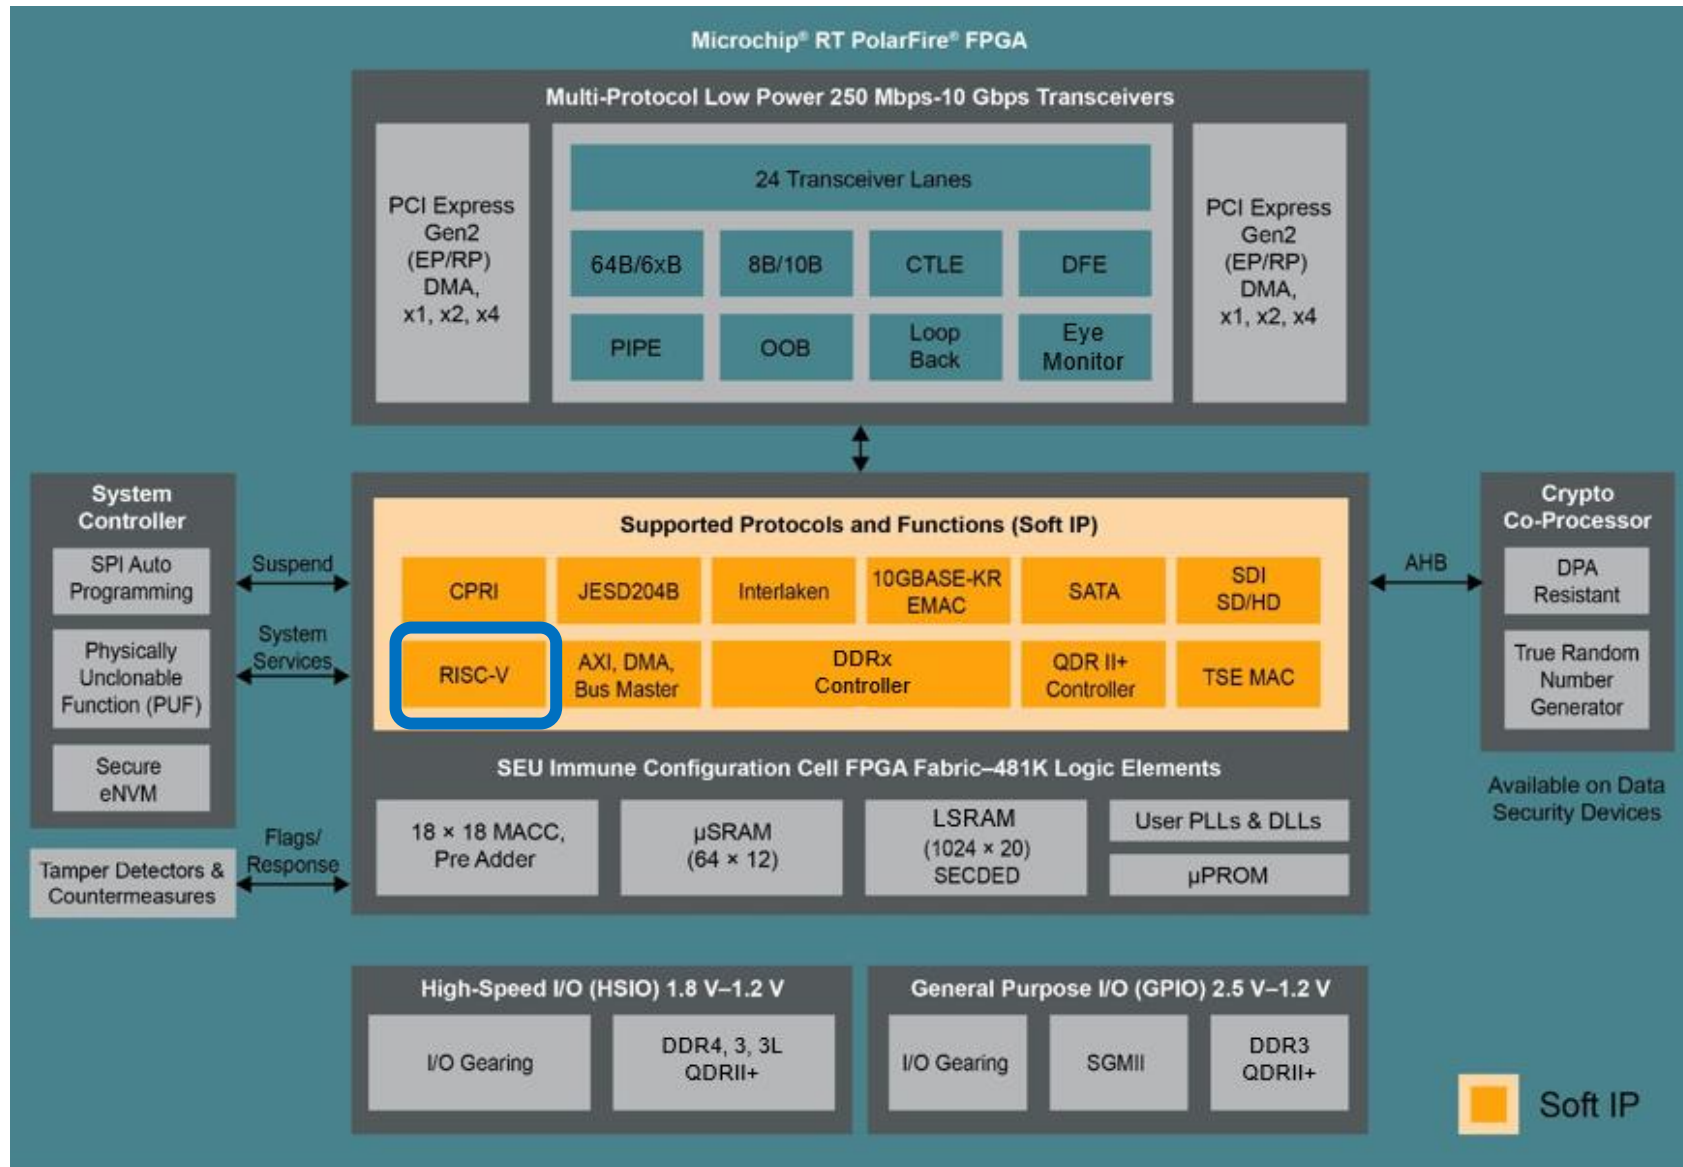 Microchip® RT PolarFire® FPGA
Multi-Protocol Low Power 250 Mbps-10 Gbps Transceivers
PCI Express
Gen2
(EP/RP)
DMA,
x1, x2, x4
24 Transceiver Lanes
64B/6xB
8B/10B
CTLE
DFE
PIPE
OOB
Loop
Back
Eye
Monitor
PCI Express
Gen2
(EP/RP)
DMA,
x1, x2, x4
System
Controller
SPI Auto
Programming
Physically
Unclonable
Function (PUF)
Secure
eNVM
Suspend
System
Services
Flags/
Response
Tamper Detectors &
Countermeasures
Supported Protocols and Functions (Soft IP)
CPRI
JESD204B
Interlaken
10GBASE-KR
EMAC
SATA
SDI
SD/HD
RISC-V
AXI, DMA,
Bus Master
DDRx
Controller
QDR II+
Controller
TSE MAC
SEU Immune Configuration Cell FPGA Fabric–481K Logic Elements
18 × 18 MACC,
Pre Adder
µSRAM
(64 × 12)
LSRAM
(1024 × 20)
SECDED
User PLLs & DLLs
µPROM
AHB
Crypto
Co-Processor
DPA
Resistant
True Random
Number
Generator
Available on Data
Security Devices
High-Speed I/O (HSIO) 1.8 V–1.2 V
I/O Gearing
DDR4, 3, 3L
QDRII+
General Purpose I/O (GPIO) 2.5 V–1.2 V
I/O Gearing
SGMII
DDR3
QDRII+
Soft IP